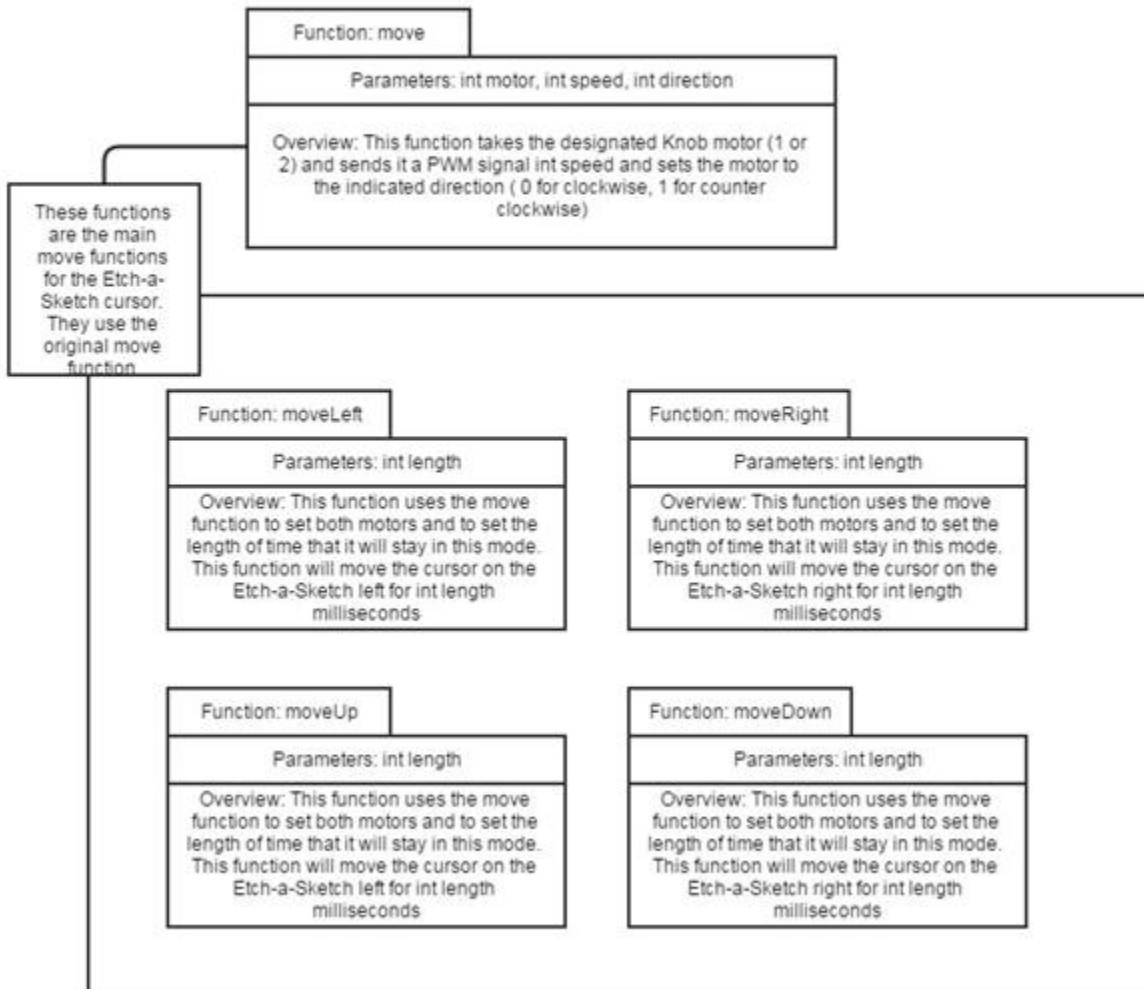 Function: move
Parameters: int motor, int speed, int direction
Overview: This function takes the designated Knob motor (1 or
2) and sends it a PWM signal int speed and sets the motor to
the indicated direction ( 0 for clockwise, 1 for counter
clockwise)
These functions
are the main
move functions
for the Etch-a-
Sketch cursor.
They use the
original move
function
Function: moveLeft
Parameters: int length
Overview: This function uses the move
function to set both motors and to set the
length of time that it will stay in this mode.
This function will move the cursor on the
Etch-a-Sketch left for int length
milliseconds
Function: moveRight
Parameters: int length
Overview: This function uses the move
function to set both motors and to set the
length of time that it will stay in this mode.
This function will move the cursor on the
Etch-a-Sketch right for int length
milliseconds
Function: moveUp
Parameters: int length
Overview: This function uses the move
function to set both motors and to set the
length of time that it will stay in this mode.
This function will move the cursor on the
Etch-a-Sketch left for int length
milliseconds
Function: moveDown
Parameters: int length
Overview: This function uses the move
function to set both motors and to set the
length of time that it will stay in this mode.
This function will move the cursor on the
Etch-a-Sketch right for int length
milliseconds